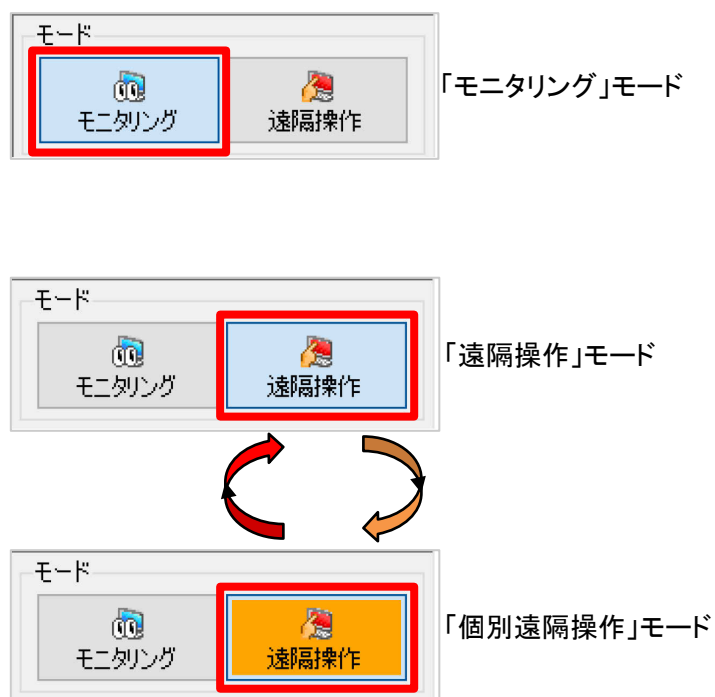 モード
モニタリング 遠隔操作
「モニタリング」モード
モード
モニタリング 遠隔操作
「遠隔操作」モード
モード
モニタリング 遠隔操作
「個別遠隔操作」モード